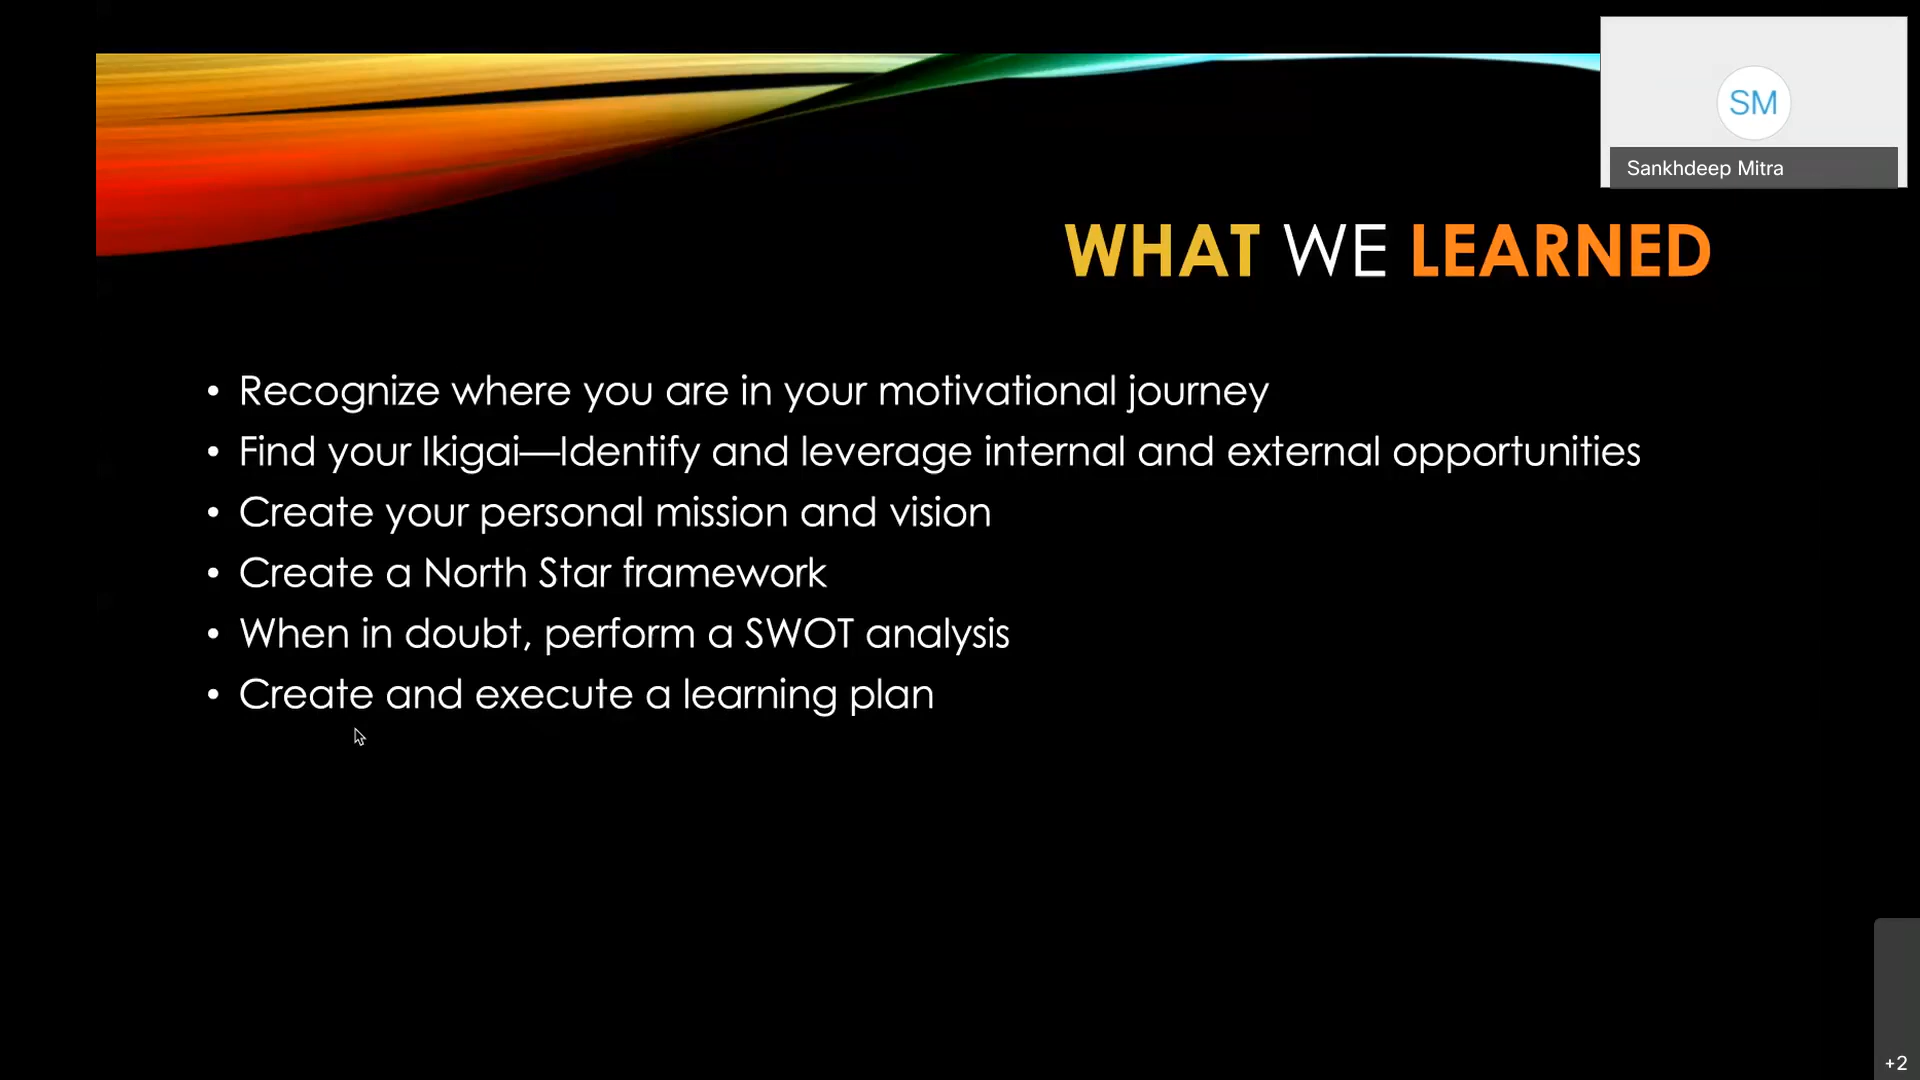 SM
Sankhdeep Mitra
WHAT WE LEARNED
• Recognize where you are in your motivational journey
• Find your Ikigai—Identify and leverage internal and external opportunities
• Create your personal mission and vision
• Create a North Star framework
• When in doubt, perform a SWOT analysis
• Create and execute a learning plan
+2